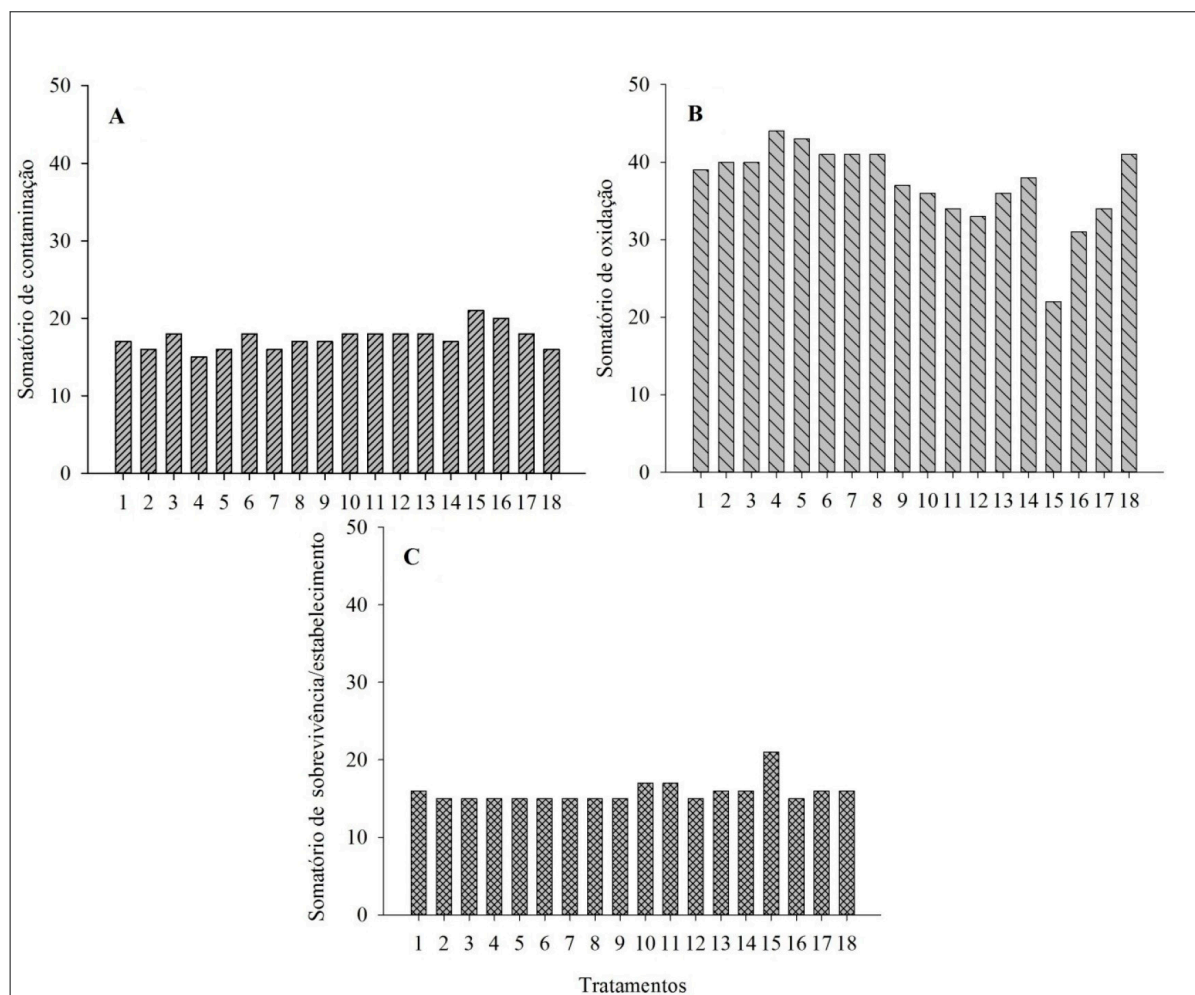 A
Somatório de contaminação
50
40
30
20
10
0
1 2 3 4 5 6 7 8 9 10 11 12 13 14 15 16 17 18
B
Somatório de oxidação
50
40
30
20
10
0
1 2 3 4 5 6 7 8 9 10 11 12 13 14 15 16 17 18
C
Somatório de sobrevivência/estabelecimento
50
40
30
20
10
0
1 2 3 4 5 6 7 8 9 10 11 12 13 14 15 16 17 18
Tratamentos